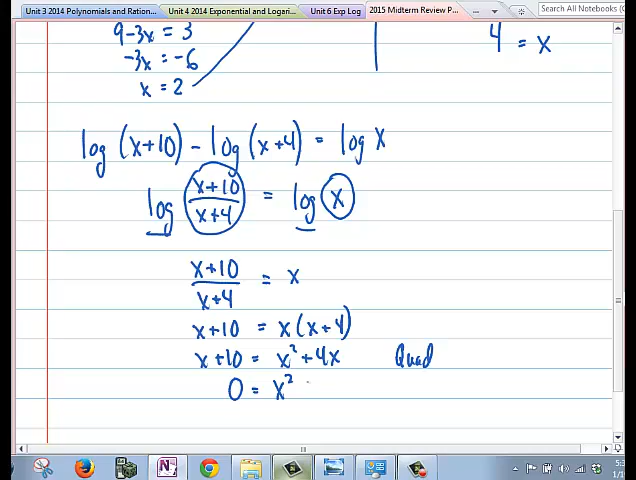 Unit 3 2014 Polynomials and Ration... Unit 4 2014 Exponential and Logari... Unit 6 Exp Log 2015 Midterm Review P... Search All Notebooks (C
9-3x = 3
-3x = -6
x = 2
4 = x
log (x+10) - log (x+4) = log x
log (x+10)/(x+4) = log x
(x+10)/(x+4) = x
x+10 = x(x+4)
x+10 = x² + 4x Quad
0 = x²